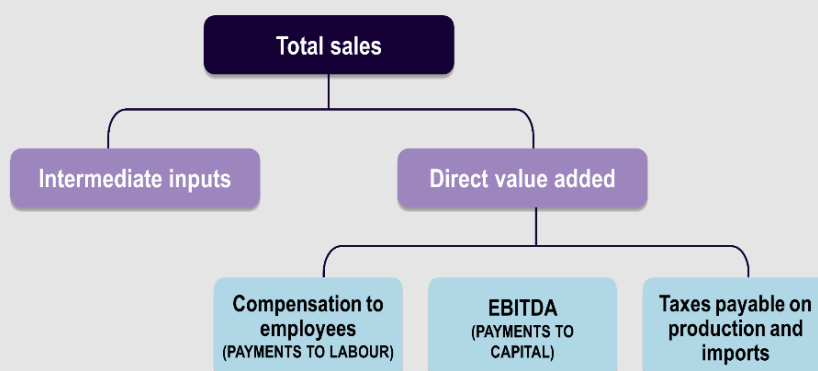 Total sales
Intermediate inputs
Direct value added
Compensation to
employees
(PAYMENTS TO LABOUR)
EBITDA
(PAYMENTS TO
CAPITAL)
Taxes payable on
production and
imports